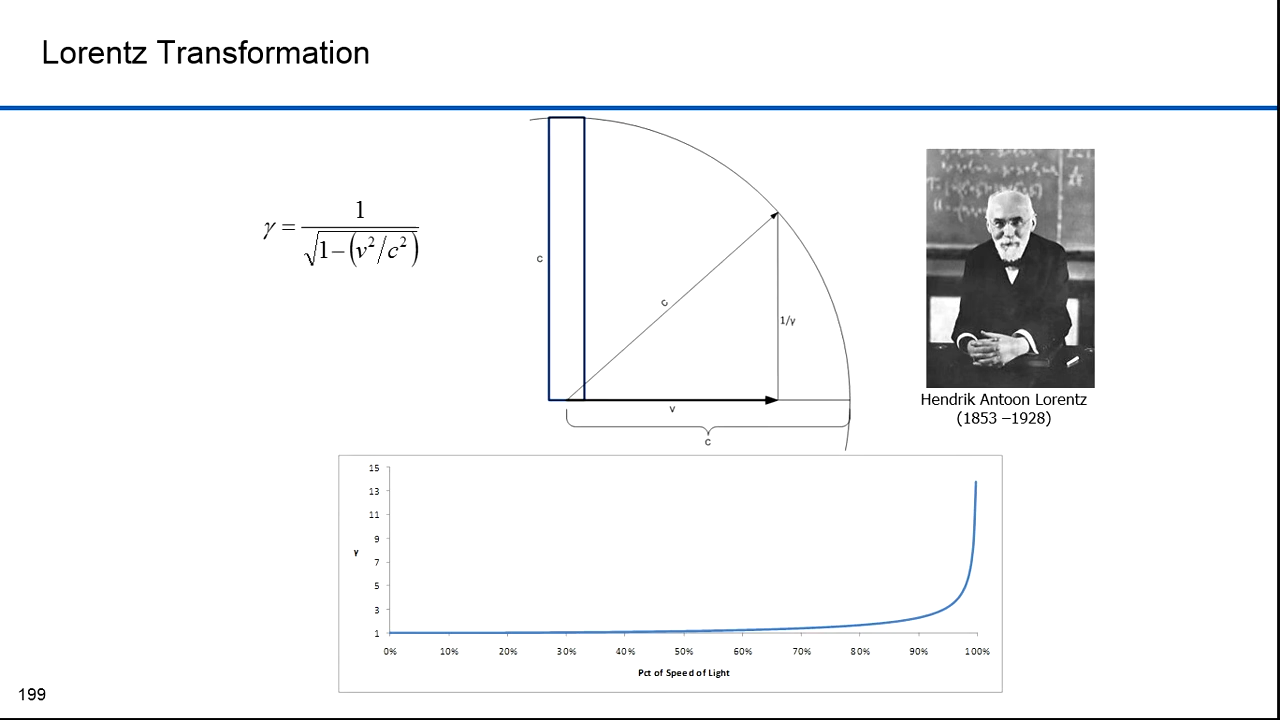 Lorentz Transformation
γ = 1 / √1−(v²/c²)
c
c
1/γ
v
c
Hendrik Antoon Lorentz
(1853 –1928)
15
13
11
9
γ
7
5
3
1
0% 10% 20% 30% 40% 50% 60% 70% 80% 90% 100%
Pct of Speed of Light
199